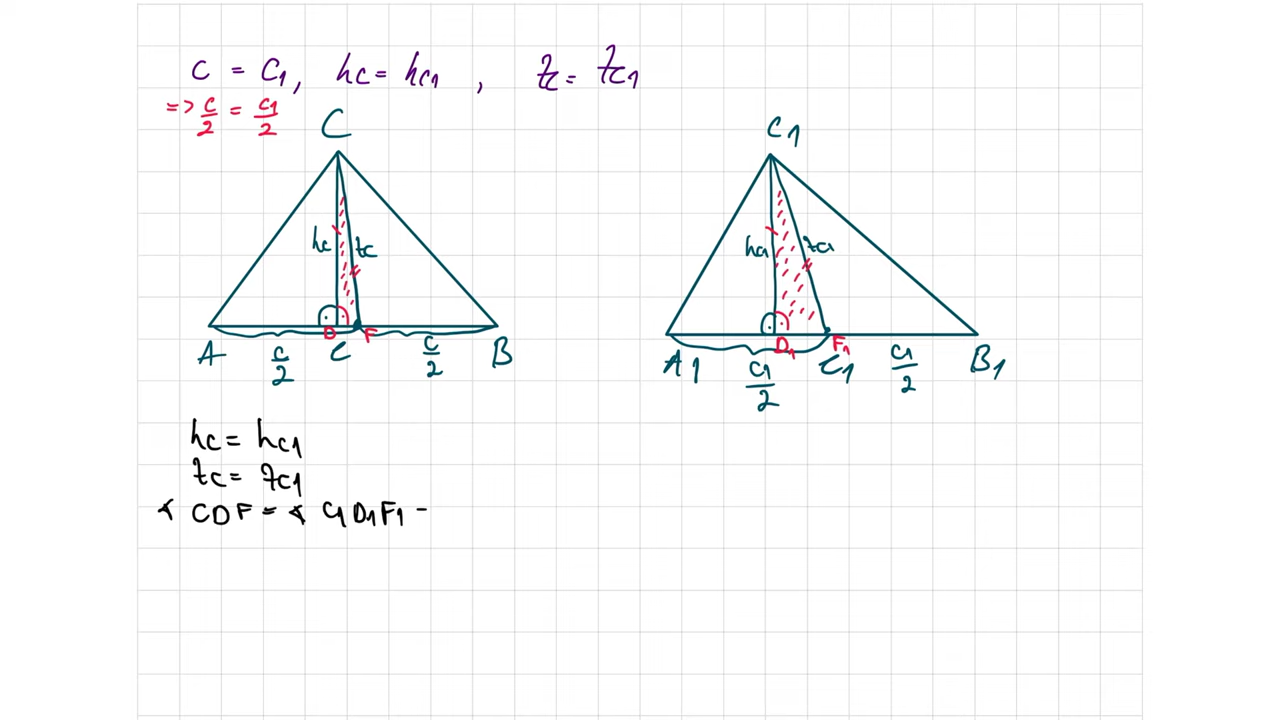 c = c1, hc = hc1, tc = tc1
=> c/2 = c1/2
C
C1
hc
tc
hc1
tc1
D
F
D1
F1
A
c/2
c
c/2
B
A1
c1/2
c1
c1/2
B1
hc = hc1
tc = tc1
∢ CDF = ∢ C1D1F1 -